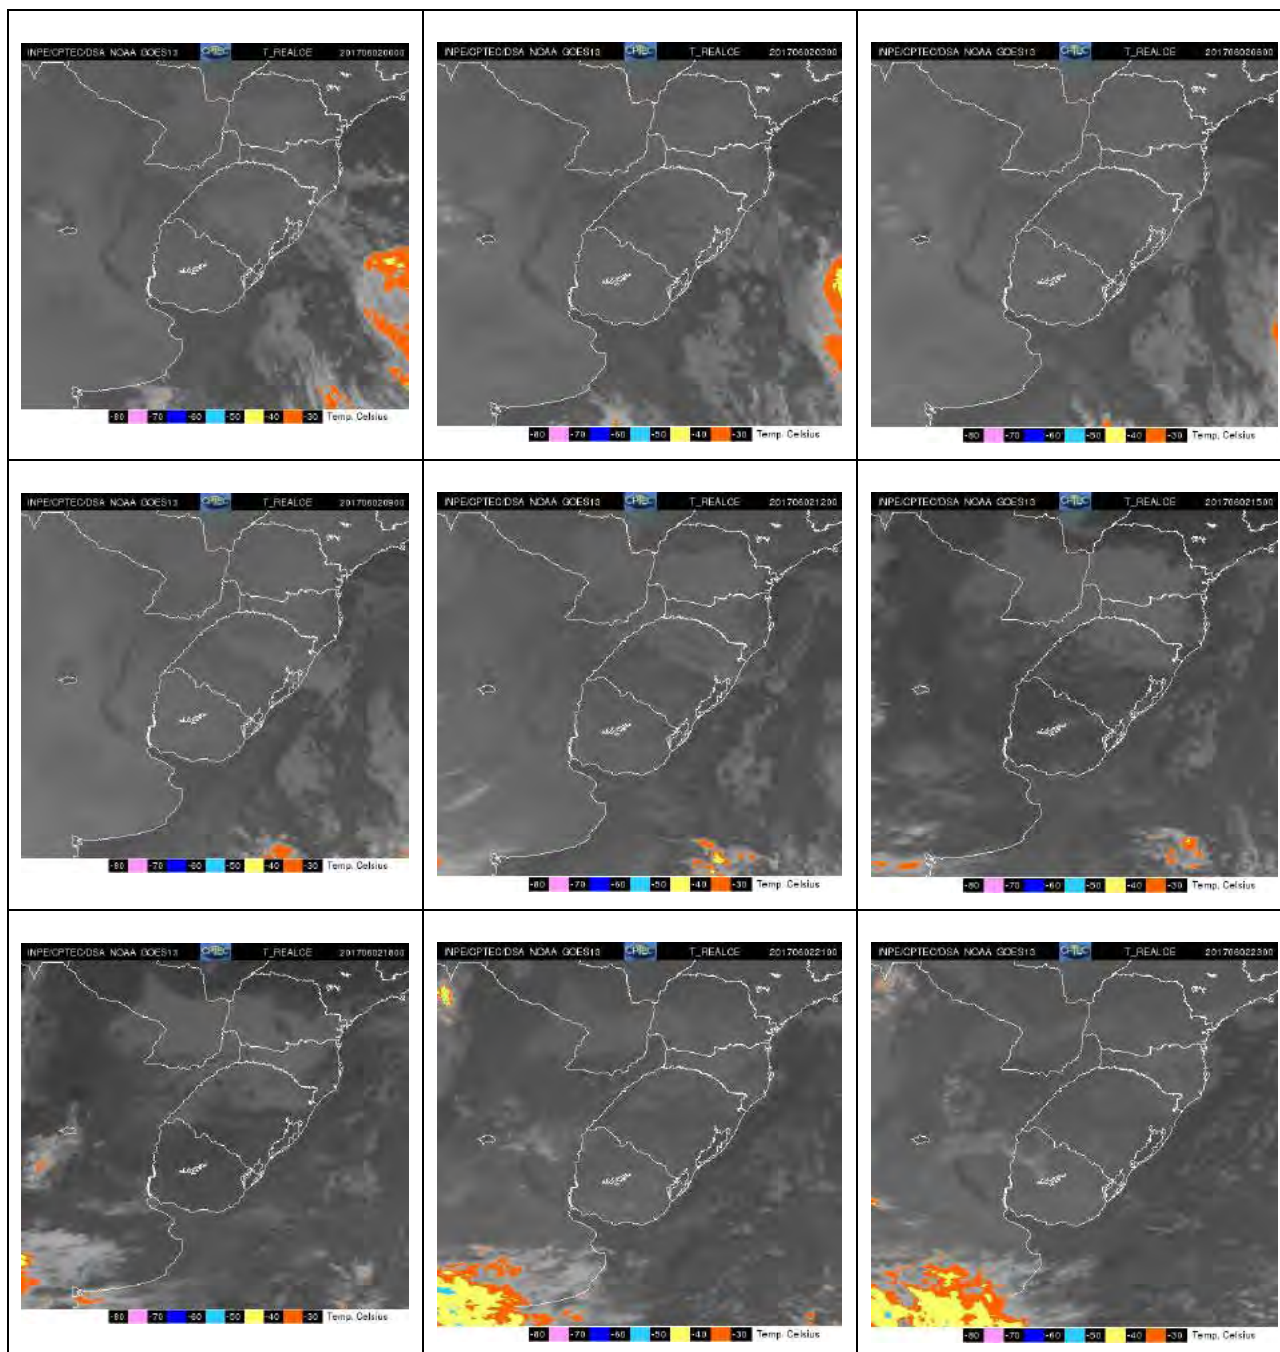 INPE/CPTEC/DSA NOAA GOES13 CPTEC T_REALCE 201706020000
-80 -70 -60 -50 -40 -30 Temp. Celsius
INPE/CPTEC/DSA NOAA GOES13 CPTEC T_REALCE 201706020300
-80 -70 -60 -50 -40 -30 Temp. Celsius
INPE/CPTEC/DSA NOAA GOES13 CPTEC T_REALCE 201706020600
-80 -70 -60 -50 -40 -30 Temp. Celsius
INPE/CPTEC/DSA NOAA GOES13 CPTEC T_REALCE 201706020900
-80 -70 -60 -50 -40 -30 Temp. Celsius
INPE/CPTEC/DSA NOAA GOES13 CPTEC T_REALCE 201706021200
-80 -70 -60 -50 -40 -30 Temp. Celsius
INPE/CPTEC/DSA NOAA GOES13 CPTEC T_REALCE 201706021500
-80 -70 -60 -50 -40 -30 Temp. Celsius
INPE/CPTEC/DSA NOAA GOES13 CPTEC T_REALCE 201706021800
-80 -70 -60 -50 -40 -30 Temp. Celsius
INPE/CPTEC/DSA NOAA GOES13 CPTEC T_REALCE 201706022100
-80 -70 -60 -50 -40 -30 Temp. Celsius
INPE/CPTEC/DSA NOAA GOES13 CPTEC T_REALCE 201706022300
-80 -70 -60 -50 -40 -30 Temp. Celsius